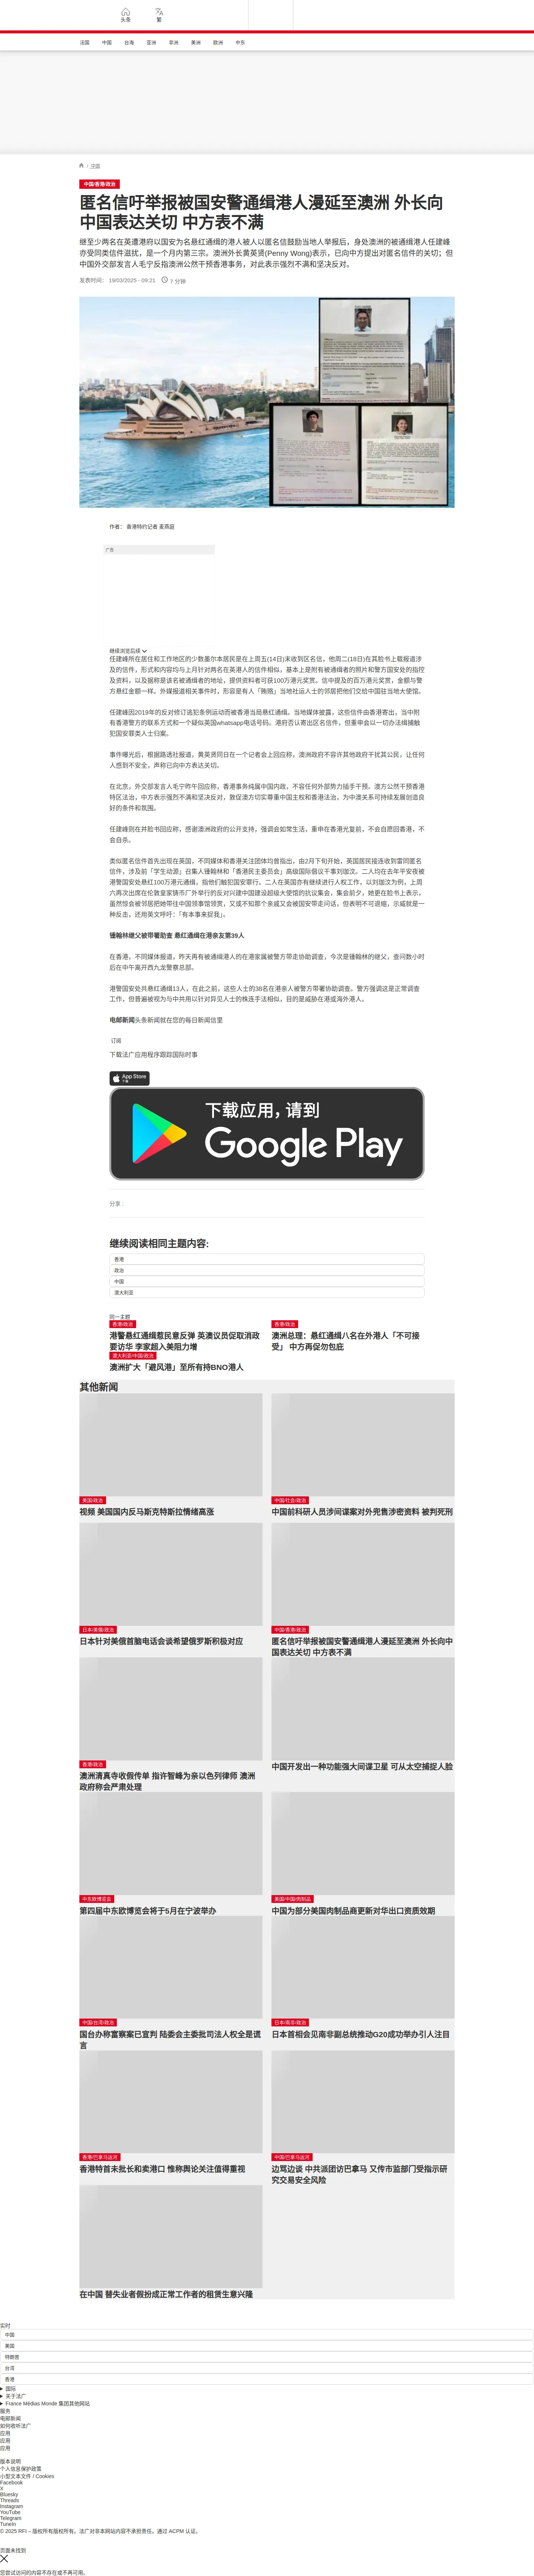 头条
繁
法国
中国
台海
亚洲
非洲
美洲
欧洲
中东
/ 中国
中国/香港/政治
匿名信吁举报被国安警通缉港人漫延至澳洲 外长向
中国表达关切 中方表不满
继至少两名在英遭港府以国安为名悬红通缉的港人被人以匿名信鼓励当地人举报后，身处澳洲的被通缉港人任建峰
亦受同类信件滋扰，是一个月内第三宗。澳洲外长黄英贤(Penny Wong)表示，已向中方提出对匿名信件的关切；但
中国外交部发言人毛宁反指澳洲公然干预香港事务，对此表示强烈不满和坚决反对。
发表时间： 19/03/2025 - 09:21 7 分钟
作者： 香港特约记者 麦燕庭
广告
继续浏览后续
任建峰所在居住和工作地区的少数墨尔本居民是在上周五(14日)未收到区名信，他周二(18日)在其脸书上载报道涉
及的信件，形式和内容均与上月针对两名在英港人的信件相似，基本上是附有被通缉者的照片和警方国安处的指控
及资料，以及据称是该名被通缉者的地址，提供资料者可获100万港元奖赏。信中提及的百万港元奖赏，金额与警
方悬红金额一样。外媒报道相关事件时，形容是有人「贿赂」当地社运人士的邻居把他们交给中国驻当地大使馆。
任建峰因2019年的反对修订逃犯条例运动而被香港当局悬红通缉。当地媒体披露，这些信件由香港寄出，当中附
有香港警方的联系方式和一个疑似英国whatsapp电话号码。港府否认寄出区名信件，但重申会以一切办法缉捕触
犯国安罪类人士归案。
事件曝光后，根据路透社报道，黄英贤同日在一个记者会上回应称，澳洲政府不容许其他政府干扰其公民，让任何
人感到不安全，声称已向中方表达关切。
在北京，外交部发言人毛宁昨午回应称，香港事务纯属中国内政，不容任何外部势力插手干预。澳方公然干预香港
特区法治，中方表示强烈不满和坚决反对，敦促澳方切实尊重中国主权和香港法治，为中澳关系可持续发展创造良
好的条件和氛围。
任建峰则在并脸书回应称，感谢澳洲政府的公开支持，强调会如常生活，重申在香港光复前，不会自愿回香港，不
会自杀。
类似匿名信件首先出现在英国，不同媒体和香港关注团体均曾指出，由2月下旬开始，英国居民接连收到雷同匿名
信件，涉及前「学生动源」召集人锺翰林和「香港民主委员会」高级国际倡议干事刘珈汶。二人均在去年平安夜被
港警国安处悬红100万港元通缉，指他们触犯国安罪行。二人在英国亦有继续进行人权工作，以刘珈汶为例，上周
六再次出席在伦敦皇家铸币厂外举行的反对兴建中国建设超级大使馆的抗议集会，集会前夕，她更在脸书上表示，
虽然惊会被邻居把她带往中国领事馆领赏，又或不知那个亲戚又会被国安带走问话，但表明不可退缩，示威就是一
种反击，还用英文呼吁：「有本事来捉我」。
锺翰林继父被带署助查 悬红通缉在港亲友第39人
在香港，不同媒体报道，昨天再有被通缉港人的在港家属被警方带走协助调查，今次是锺翰林的继父，查问数小时
后在中午离开西九龙警察总部。
港警国安处共悬红通缉13人，在此之前，这些人士的38名在港亲人被警方带署协助调查。警方强调这是正常调查
工作，但普遍被视为与中共用以针对异见人士的株连手法相似，目的是威胁在港或海外港人。
电邮新闻头条新闻就在您的每日新闻信里
订阅
下载法广应用程序跟踪国际时事
App Store
下载
下载应用，请到
Google Play
分享 :
继续阅读相同主题内容:
香港
政治
中国
澳大利亚
同一主题
香港/政治
港警悬红通缉惹民意反弹 英澳议员促取消政
要访华 李家超入美阻力增
香港/政治
澳洲总理：悬红通缉八名在外港人「不可接
受」 中方再促勿包庇
澳大利亚/中国/政治
澳洲扩大「避风港」至所有持BNO港人
其他新闻
美国/政治
视频 美国国内反马斯克特斯拉情绪高涨
中国/社会/政治
中国前科研人员涉间谍案对外兜售涉密资料 被判死刑
日本/美俄/政治
日本针对美俄首脑电话会谈希望俄罗斯积极对应
中国/香港/政治
匿名信吁举报被国安警通缉港人漫延至澳洲 外长向中
国表达关切 中方表不满
香港/政治
澳洲清真寺收假传单 指许智峰为亲以色列律师 澳洲
政府称会严肃处理
中国开发出一种功能强大间谍卫星 可从太空捕捉人脸
中东欧博览会
第四届中东欧博览会将于5月在宁波举办
美国/中国/肉制品
中国为部分美国肉制品商更新对华出口资质效期
中国/台湾/政治
国台办称富察案已宣判 陆委会主委批司法人权全是谎
言
日本/南非/政治
日本首相会见南非副总统推动G20成功举办引人注目
香港/巴拿马运河
香港特首未批长和卖港口 惟称舆论关注值得重视
中国/巴拿马运河
边骂边谈 中共派团访巴拿马 又传市监部门受指示研
究交易安全风险
在中国 替失业者假扮成正常工作者的租赁生意兴隆
实时
中国
美国
特朗普
台湾
香港
国际
关于法广
France Médias Monde 集团其他网站
服务
电邮新闻
如何收听法广
应用
应用
应用
版本说明
个人信息保护政策
小型文本文件 / Cookies
Facebook
X
Bluesky
Threads
Instagram
YouTube
Telegram
TuneIn
© 2025 RFI – 版权所有版权所有。法广对非本网站内容不承担责任。通过 ACPM 认证。
页面未找到
您尝试访问的内容不存在或不再可用。